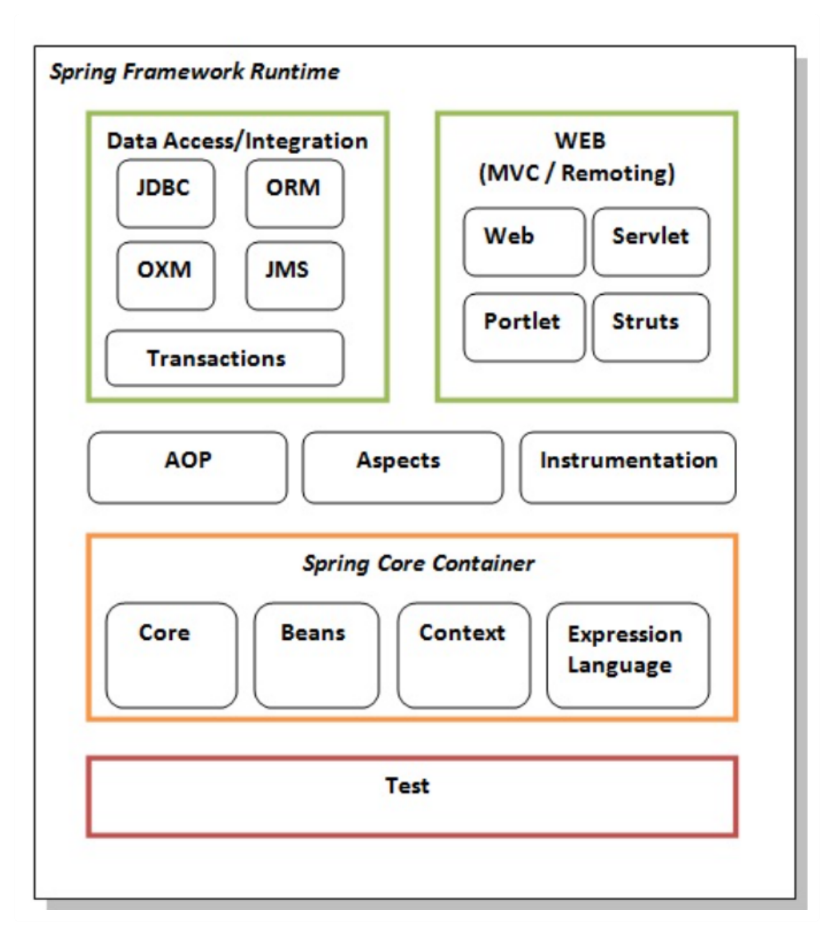 Spring Framework Runtime
Data Access/Integration
JDBC
ORM
OXM
JMS
Transactions
WEB
(MVC / Remoting)
Web
Servlet
Portlet
Struts
AOP
Aspects
Instrumentation
Spring Core Container
Core
Beans
Context
Expression
Language
Test